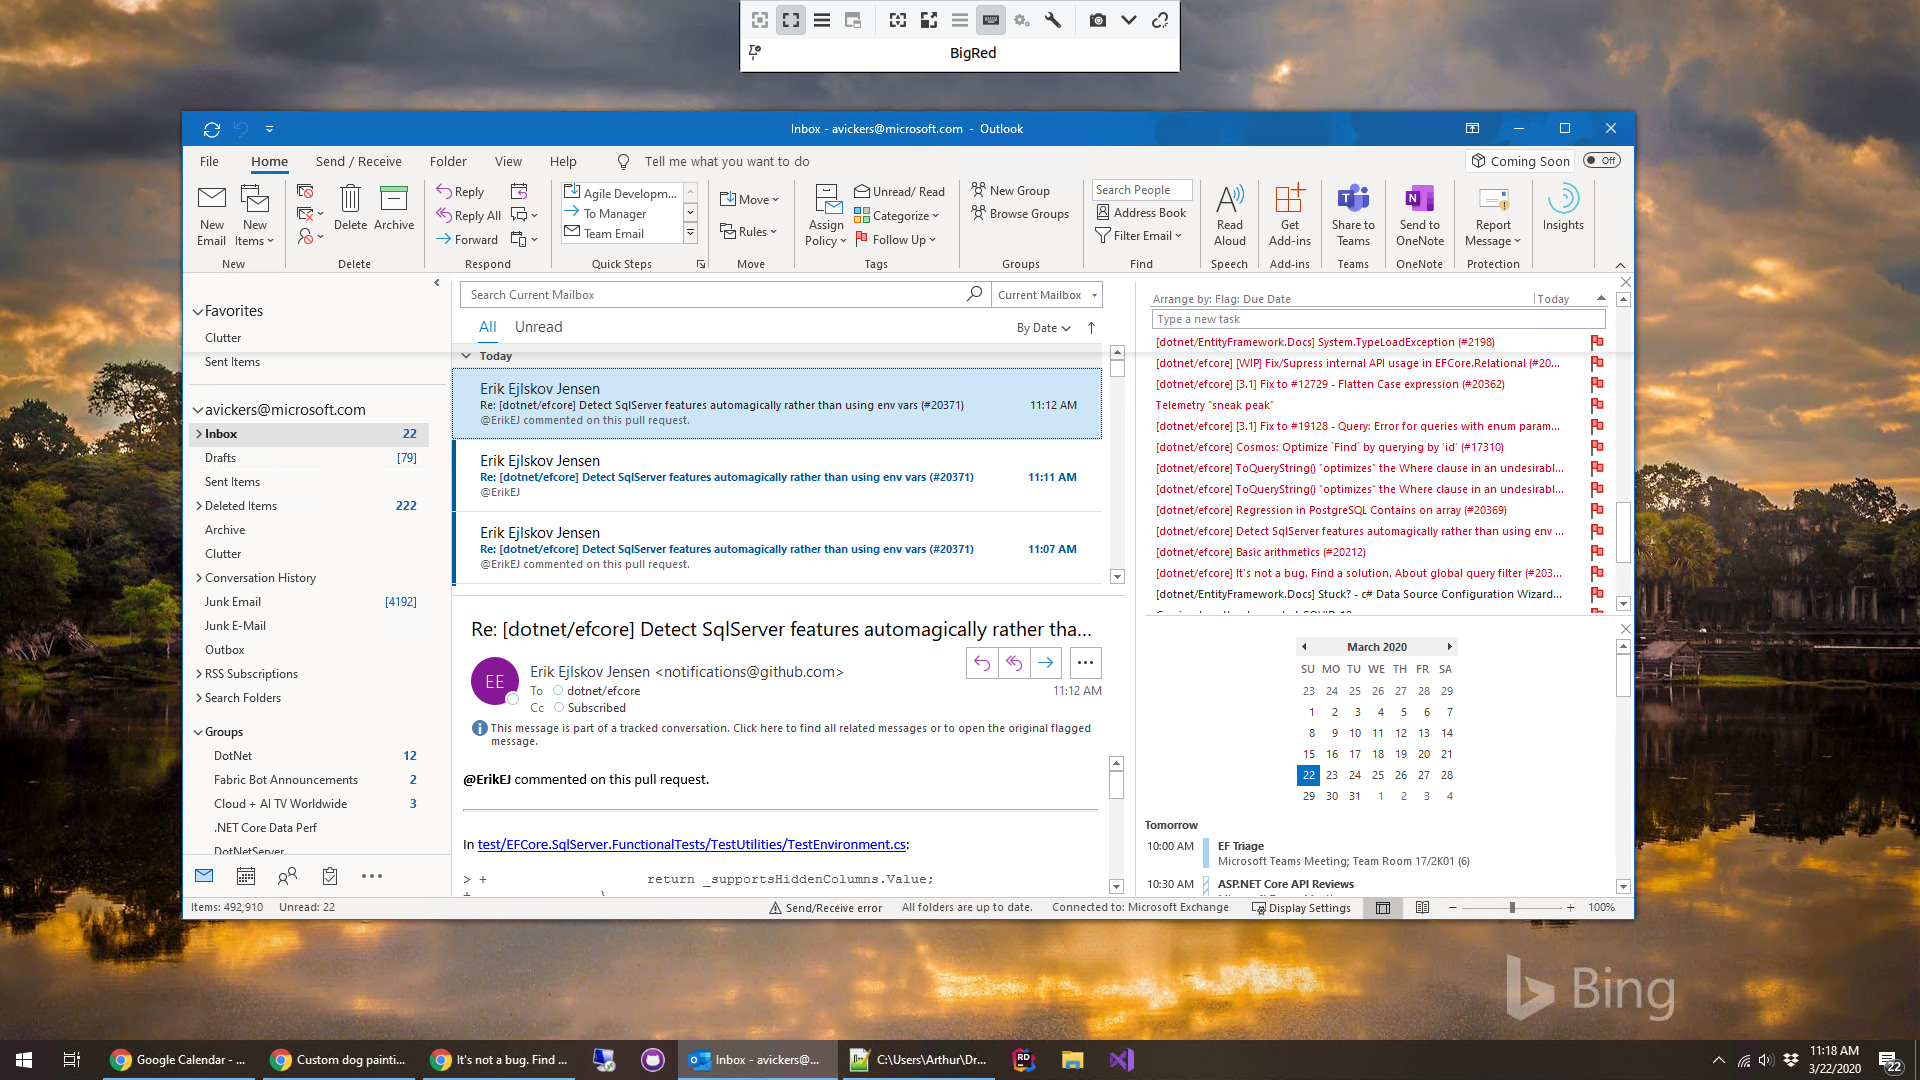 BigRed
Inbox - avickers@microsoft.com - Outlook
File Home Send / Receive Folder View Help Tell me what you want to do Coming Soon Off
New Email
New Items
New
Delete
Archive
Delete
Reply
Reply All
Forward
Respond
Agile Developm...
To Manager
Team Email
Quick Steps
Move
Rules
Move
Assign Policy
Unread/ Read
Categorize
Follow Up
Tags
New Group
Browse Groups
Groups
Search People
Address Book
Filter Email
Find
Read Aloud
Speech
Get Add-ins
Add-ins
Share to Teams
Teams
Send to OneNote
OneNote
Report Message
Protection
Insights
Favorites
Clutter
Sent Items
avickers@microsoft.com
Inbox 22
Drafts [79]
Sent Items
Deleted Items 222
Archive
Clutter
Conversation History
Junk Email [4192]
Junk E-Mail
Outbox
RSS Subscriptions
Search Folders
Groups
DotNet 12
Fabric Bot Announcements 2
Cloud + AI TV Worldwide 3
.NET Core Data Perf
DotNetServer
Search Current Mailbox Current Mailbox
All Unread By Date
Today
Erik Ejlskov Jensen
Re: [dotnet/efcore] Detect SqlServer features automagically rather than using env vars (#20371) 11:12 AM
@ErikEJ commented on this pull request.
Erik Ejlskov Jensen
Re: [dotnet/efcore] Detect SqlServer features automagically rather than using env vars (#20371) 11:11 AM
@ErikEJ
Erik Ejlskov Jensen
Re: [dotnet/efcore] Detect SqlServer features automagically rather than using env vars (#20371) 11:07 AM
@ErikEJ commented on this pull request.
Re: [dotnet/efcore] Detect SqlServer features automagically rather tha...
EE
Erik Ejlskov Jensen <notifications@github.com>
To dotnet/efcore 11:12 AM
Cc Subscribed
This message is part of a tracked conversation. Click here to find all related messages or to open the original flagged
message.
@ErikEJ commented on this pull request.
In test/EFCore.SqlServer.FunctionalTests/TestUtilities/TestEnvironment.cs:
> + return _supportsHiddenColumns.Value;
+ }
Arrange by: Flag: Due Date Today
Type a new task
[dotnet/EntityFramework.Docs] System.TypeLoadException (#2198)
[dotnet/efcore] [WIP] Fix/Supress internal API usage in EFCore.Relational (#20...
[dotnet/efcore] [3.1] Fix to #12729 - Flatten Case expression (#20362)
Telemetry "sneak peak"
[dotnet/efcore] [3.1] Fix to #19128 - Query: Error for queries with enum param...
[dotnet/efcore] Cosmos: Optimize `Find` by querying by 'id' (#17310)
[dotnet/efcore] ToQueryString() "optimizes" the Where clause in an undesirabl...
[dotnet/efcore] ToQueryString() "optimizes" the Where clause in an undesirabl...
[dotnet/efcore] Regression in PostgreSQL Contains on array (#20369)
[dotnet/efcore] Detect SqlServer features automagically rather than using env ...
[dotnet/efcore] Basic arithmetics (#20212)
[dotnet/efcore] It's not a bug. Find a solution. About global query filter (#203...
[dotnet/EntityFramework.Docs] Stuck? - c# Data Source Configuration Wizard...
March 2020
SU MO TU WE TH FR SA
23 24 25 26 27 28 29
1 2 3 4 5 6 7
8 9 10 11 12 13 14
15 16 17 18 19 20 21
22 23 24 25 26 27 28
29 30 31 1 2 3 4
Tomorrow
10:00 AM EF Triage
Microsoft Teams Meeting; Team Room 17/2K01 (6)
10:30 AM ASP.NET Core API Reviews
Items: 492,910 Unread: 22 Send/Receive error All folders are up to date. Connected to: Microsoft Exchange Display Settings 100%
Bing
Google Calendar - ... Custom dog painti... It's not a bug. Find ... Inbox - avickers@... C:\Users\Arthur\Dr... RD
11:18 AM
3/22/2020
22